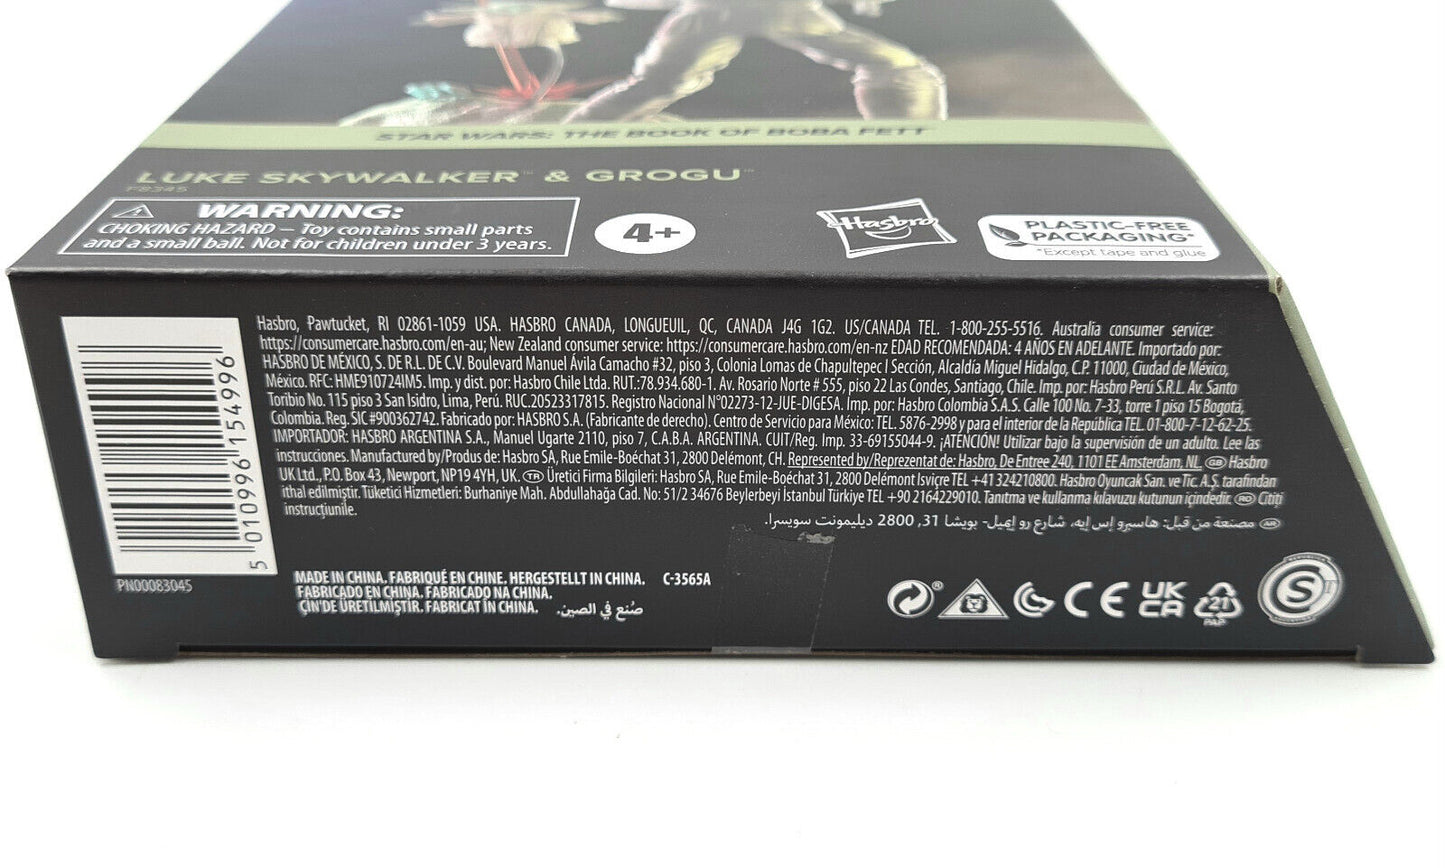 STAR WARS: THE BOOK OF BOBA FETT™
LUKE SKYWALKER™ & GROGU™
F8345
WARNING:
CHOKING HAZARD – Toy contains small parts
and a small ball. Not for children under 3 years.
4+
Hasbro
PLASTIC-FREE
PACKAGING*
*Except tape and glue
Hasbro, Pawtucket, RI 02861-1059 USA. HASBRO CANADA, LONGUEUIL, QC, CANADA J4G 1G2. US/CANADA TEL. 1-800-255-5516. Australia consumer service:
https://consumercare.hasbro.com/en-au; New Zealand consumer service: https://consumercare.hasbro.com/en-nz EDAD RECOMENDADA: 4 AÑOS EN ADELANTE. Importado por:
HASBRO DE MÉXICO, S. DE R.L. DE C.V. Boulevard Manuel Ávila Camacho #32, piso 3, Colonia Lomas de Chapultepec I Sección, Alcaldía Miguel Hidalgo, C.P. 11000, Ciudad de México,
México. RFC: HME910724IM5. Imp. y dist. por: Hasbro Chile Ltda. RUT.:78.934.680-1. Av. Rosario Norte # 555, piso 22 Las Condes, Santiago, Chile. Imp. por: Hasbro Perú S.R.L. Av. Santo
Toribio No. 115 piso 3 San Isidro, Lima, Perú. RUC. 20523317815. Registro Nacional N°02273-12-JUE-DIGESA. Imp. por: Hasbro Colombia S.A.S. Calle 100 No. 7-33, torre 1 piso 15 Bogotá,
Colombia. Reg. SIC #900362742. Fabricado por: HASBRO S.A. (Fabricante de derecho). Centro de Servicio para México: TEL. 5876-2998 y para el interior de la República TEL. 01-800-7-12-62-25.
IMPORTADOR: HASBRO ARGENTINA S.A., Manuel Ugarte 2110, piso 7, C.A.B.A. ARGENTINA. CUIT/Reg. Imp. 33-69155044-9. ¡ATENCIÓN! Utilizar bajo la supervisión de un adulto. Lee las
instrucciones. Manufactured by/Produs de: Hasbro SA, Rue Emile-Boéchat 31, 2800 Delémont, CH. Represented by/Reprezentat de: Hasbro, De Entree 240, 1101 EE Amsterdam, NL. GB Hasbro
UK Ltd., P.O. Box 43, Newport, NP19 4YH, UK. TR Üretici Firma Bilgileri: Hasbro SA, Rue Emile-Boéchat 31, 2800 Delémont Isviçre TEL +41 324210800. Hasbro Oyuncak San. ve Tic. A.Ş. tarafından
ithal edilmiştir. Tüketici Hizmetleri: Burhaniye Mah. Abdullahağa Cad. No: 51/2 34676 Beylerbeyi İstanbul Türkiye TEL +90 2164229010. Tanıtma ve kullanma kılavuzu kutunun içindedir. RO Citiți
instrucțiunile.
AR مصنعة من قبل: هاسبرو إس إيه، شارع رو إيميل- بويشا 31, 2800 ديليمونت سويسرا.
5 010996 154996
PN00083045
MADE IN CHINA. FABRIQUÉ EN CHINE. HERGESTELLT IN CHINA. C-3565A
FABRICADO EN CHINA. FABRICADO NA CHINA.
ÇİN'DE ÜRETİLMİŞTİR. FABRICAT ÎN CHINA. صُنع في الصين.
® CE UK
CA 21
PAP
S T